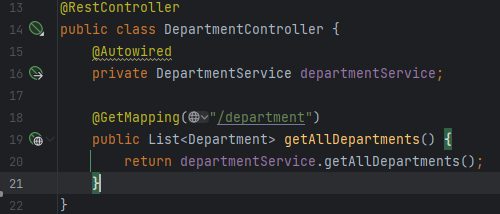 13 @RestController
14 public class DepartmentController {
15 @Autowired
16 private DepartmentService departmentService;
17
18 @GetMapping("/department")
19 public List<Department> getAllDepartments() {
20 return departmentService.getAllDepartments();
21 }
22 }